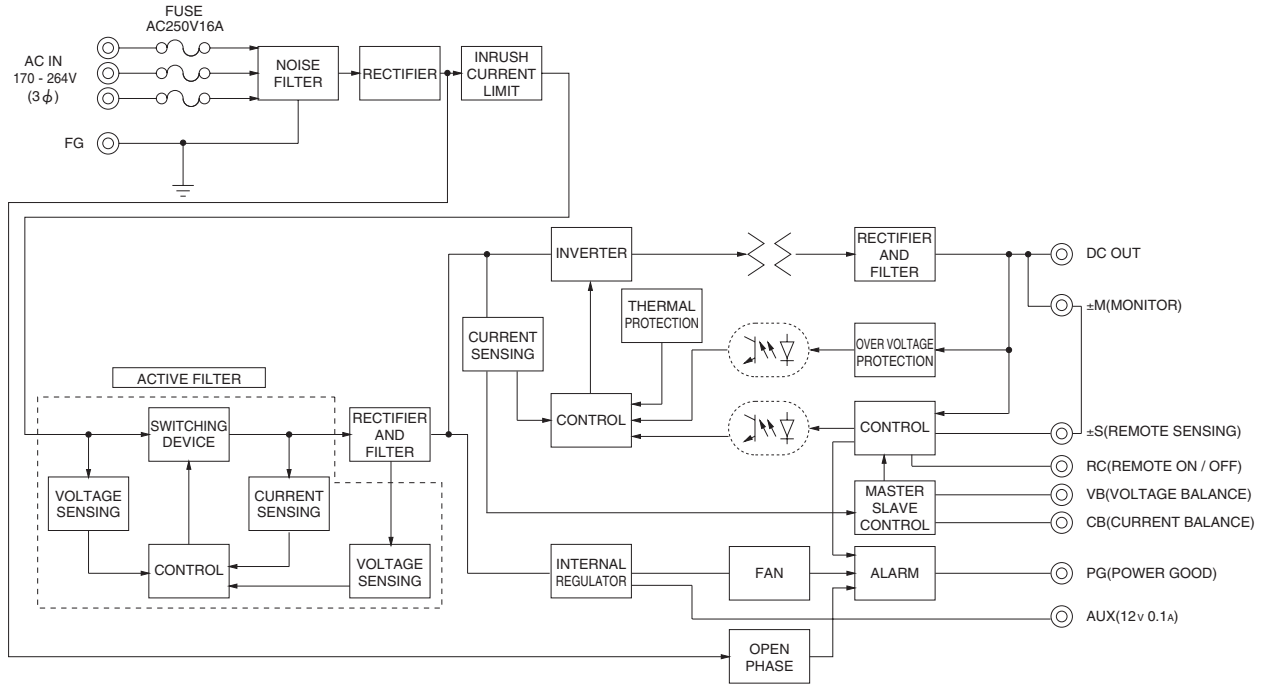 FUSE
AC250V16A
AC IN
170 - 264V
(3ϕ)
NOISE
FILTER
RECTIFIER
INRUSH
CURRENT
LIMIT
FG
INVERTER
RECTIFIER
AND
FILTER
DC OUT
THERMAL
PROTECTION
±M(MONITOR)
CURRENT
SENSING
OVER VOLTAGE
PROTECTION
ACTIVE FILTER
SWITCHING
DEVICE
RECTIFIER
AND
FILTER
CONTROL
CONTROL
±S(REMOTE SENSING)
RC(REMOTE ON / OFF)
VOLTAGE
SENSING
CURRENT
SENSING
MASTER
SLAVE
CONTROL
VB(VOLTAGE BALANCE)
CB(CURRENT BALANCE)
CONTROL
VOLTAGE
SENSING
INTERNAL
REGULATOR
FAN
ALARM
PG(POWER GOOD)
AUX(12V 0.1A)
OPEN
PHASE